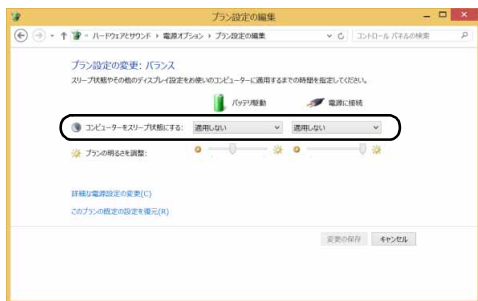 プラン設定の編集
ハードウェアとサウンド ▸ 電源オプション ▸ プラン設定の編集 コントロール パネルの検索
プラン設定の変更: バランス
スリープ状態やその他のディスプレイ設定をお使いのコンピューターに適用するまでの時間を指定してください。
バッテリ駆動 電源に接続
コンピューターをスリープ状態にする: 適用しない 適用しない
プランの明るさを調整:
詳細な電源設定の変更(C)
このプランの既定の設定を復元(R)
変更の保存 キャンセル